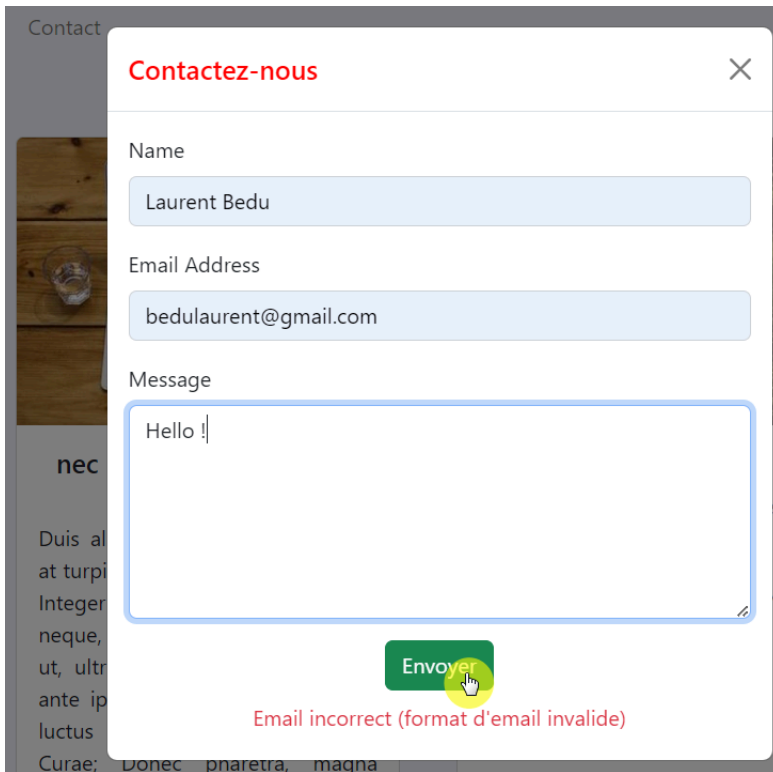 Contact
Contactez-nous
Name
Laurent Bedu
Email Address
bedulaurent@gmail.com
Message
Hello !
Envoyer
Email incorrect (format d'email invalide)
nec
Duis al
at turpi
Integer
neque,
ut, ultr
ante ip
luctus
Curae; Donec pharetra, magna